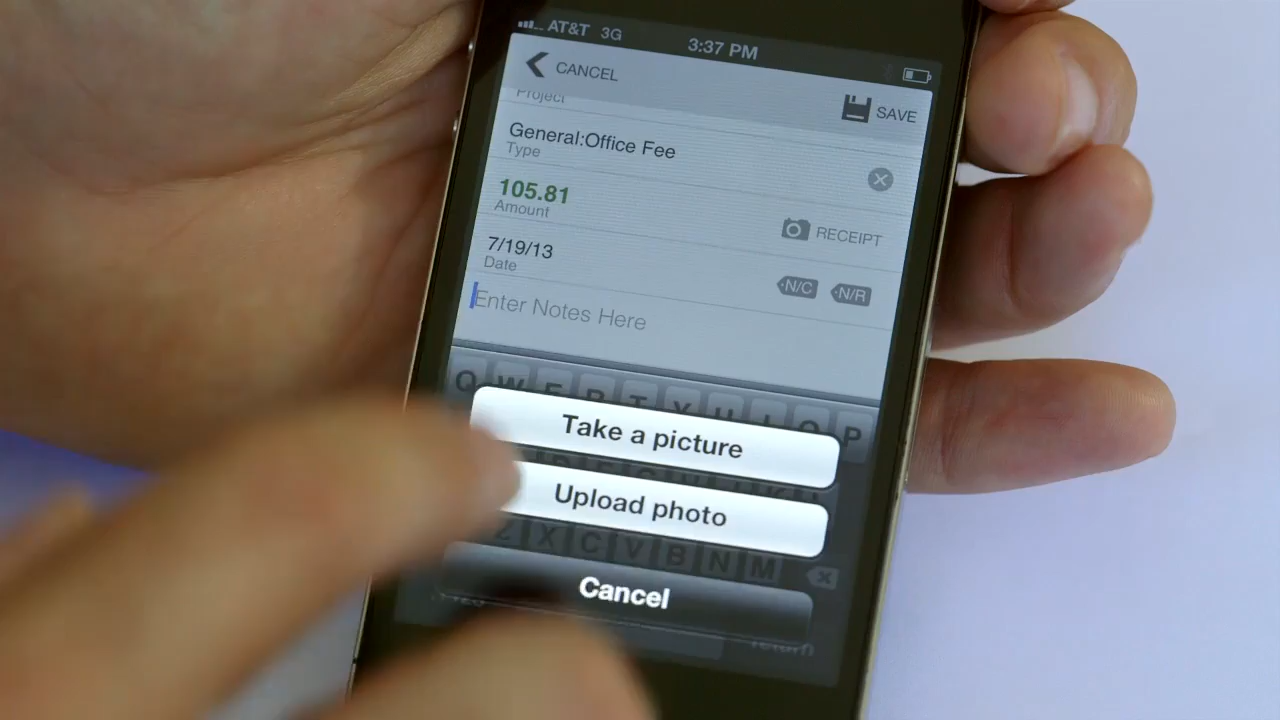 AT&T 3G 3:37 PM
CANCEL
SAVE
Project
General:Office Fee
Type
105.81
Amount
RECEIPT
7/19/13
Date
N/C N/R
Enter Notes Here
Q W E R T Y U I O P
Take a picture
Upload photo
Z X C V B N M
Cancel
return